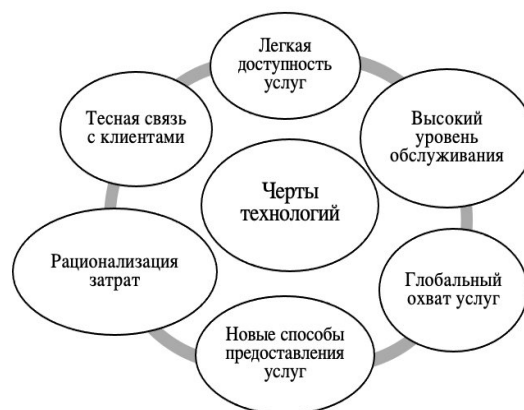 Легкая
доступность
услуг
Тесная связь
с клиентами
Высокий
уровень
обслуживания
Черты
технологий
Рационализация
затрат
Глобальный
охват услуг
Новые способы
предоставления
услуг